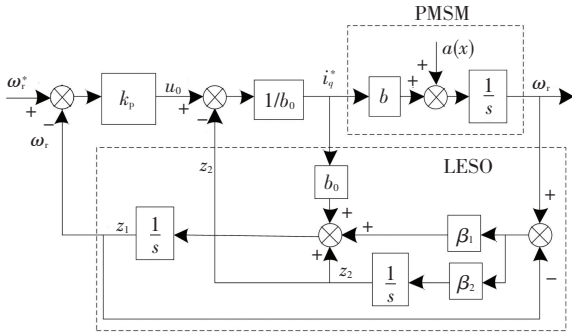 PMSM
a(x)
ω_r^* + − k_p u_0 + − 1/b_0 i_q^* b + + 1/s ω_r
ω_r
z_2
LESO
b_0
+ + + +
z_1 1/s β_1
−
z_2 1/s β_2